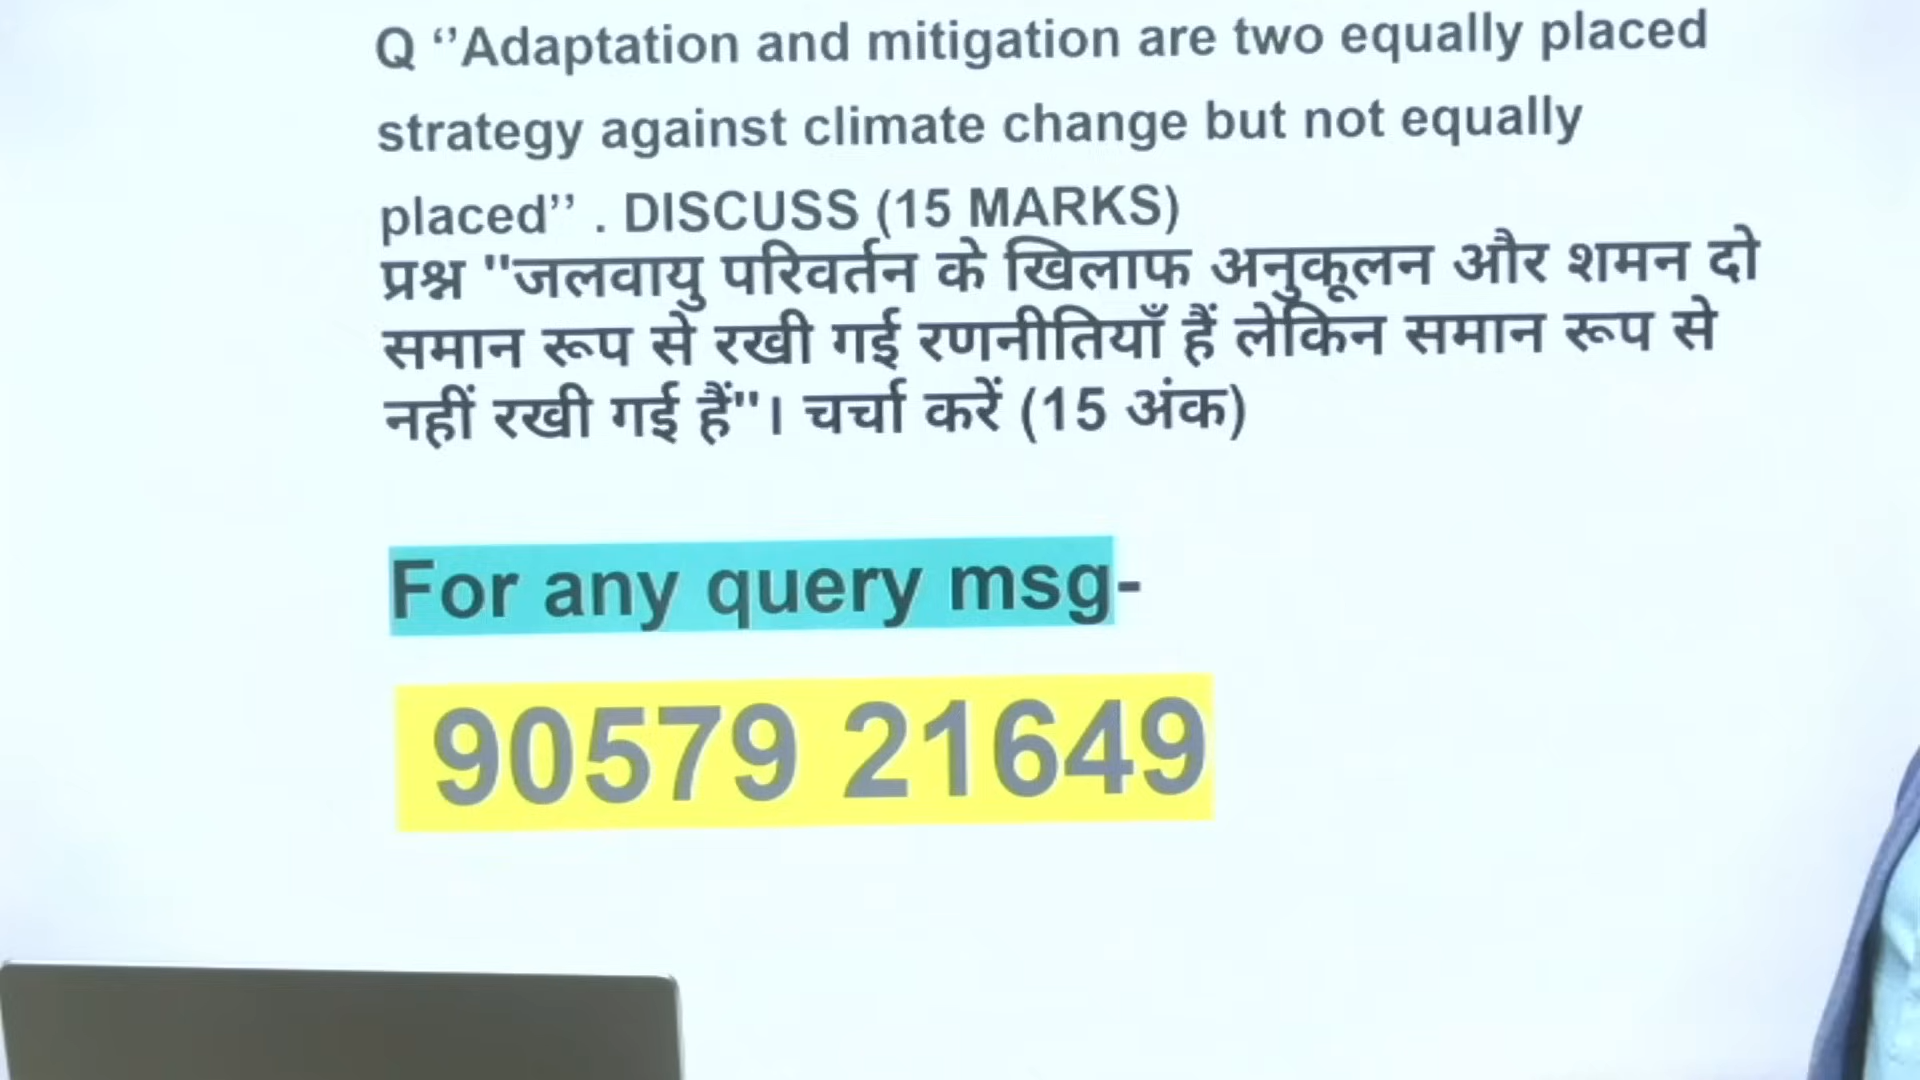 Q ‘’Adaptation and mitigation are two equally placed
strategy against climate change but not equally
placed’’ . DISCUSS (15 MARKS)
प्रश्न "जलवायु परिवर्तन के खिलाफ अनुकूलन और शमन दो
समान रूप से रखी गई रणनीतियाँ हैं लेकिन समान रूप से
नहीं रखी गई हैं"। चर्चा करें (15 अंक)
For any query msg-
90579 21649